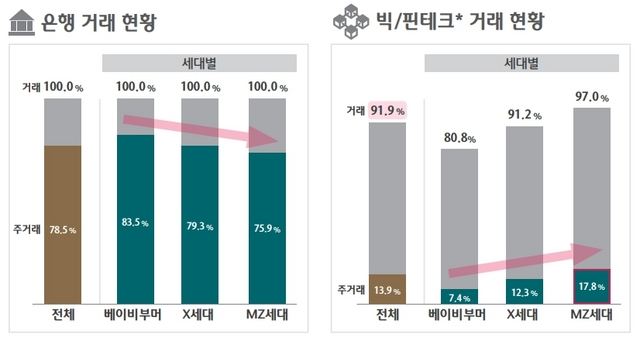 은행 거래 현황
세대별
거래 100.0 % 100.0 % 100.0 % 100.0 %
주거래 78.5 % 83.5 % 79.3 % 75.9 %
전체 베이비부머 X세대 MZ세대
빅/핀테크* 거래 현황
세대별
97.0 %
거래 91.9 % 80.8% 91.2 %
주거래 13.9 % 7.4 % 12.3 % 17.8 %
전체 베이비부머 X세대 MZ세대